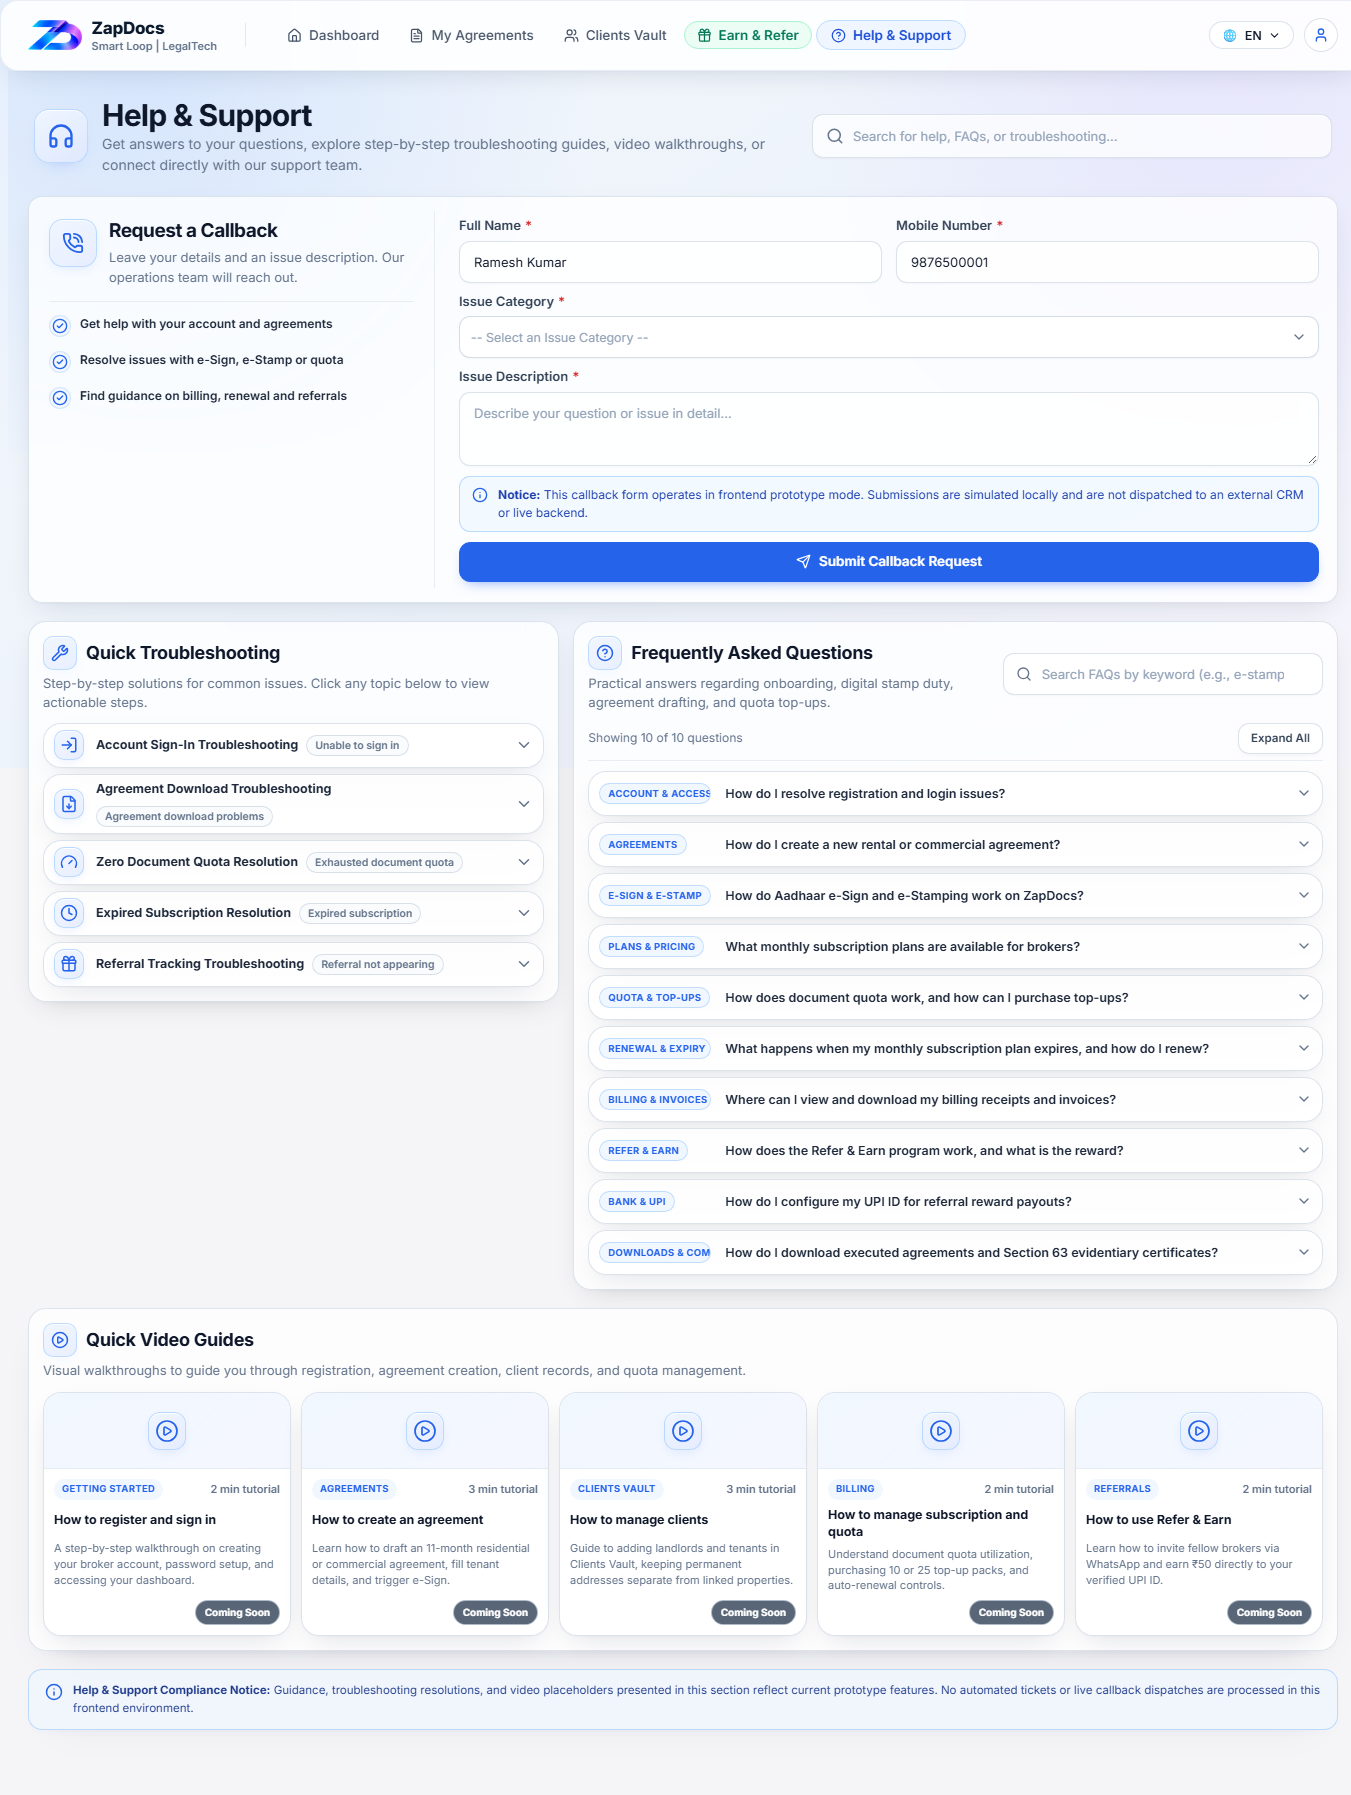 ZapDocs
Smart Loop | LegalTech
Dashboard
My Agreements
Clients Vault
Earn & Refer
Help & Support
EN
Help & Support
Get answers to your questions, explore step-by-step troubleshooting guides, video walkthroughs, or
connect directly with our support team.
Search for help, FAQs, or troubleshooting...
Request a Callback
Leave your details and an issue description. Our
operations team will reach out.
Get help with your account and agreements
Resolve issues with e-Sign, e-Stamp or quota
Find guidance on billing, renewal and referrals
Full Name *
Ramesh Kumar
Mobile Number *
9876500001
Issue Category *
-- Select an Issue Category --
Issue Description *
Describe your question or issue in detail...
Notice: This callback form operates in frontend prototype mode. Submissions are simulated locally and are not dispatched to an external CRM
or live backend.
Submit Callback Request
Quick Troubleshooting
Step-by-step solutions for common issues. Click any topic below to view
actionable steps.
Account Sign-In Troubleshooting Unable to sign in
Agreement Download Troubleshooting
Agreement download problems
Zero Document Quota Resolution Exhausted document quota
Expired Subscription Resolution Expired subscription
Referral Tracking Troubleshooting Referral not appearing
Frequently Asked Questions
Practical answers regarding onboarding, digital stamp duty,
agreement drafting, and quota top-ups.
Search FAQs by keyword (e.g., e-stamp
Showing 10 of 10 questions
Expand All
ACCOUNT & ACCESS How do I resolve registration and login issues?
AGREEMENTS How do I create a new rental or commercial agreement?
E-SIGN & E-STAMP How do Aadhaar e-Sign and e-Stamping work on ZapDocs?
PLANS & PRICING What monthly subscription plans are available for brokers?
QUOTA & TOP-UPS How does document quota work, and how can I purchase top-ups?
RENEWAL & EXPIRY What happens when my monthly subscription plan expires, and how do I renew?
BILLING & INVOICES Where can I view and download my billing receipts and invoices?
REFER & EARN How does the Refer & Earn program work, and what is the reward?
BANK & UPI How do I configure my UPI ID for referral reward payouts?
DOWNLOADS & COM How do I download executed agreements and Section 63 evidentiary certificates?
Quick Video Guides
Visual walkthroughs to guide you through registration, agreement creation, client records, and quota management.
GETTING STARTED 2 min tutorial
How to register and sign in
A step-by-step walkthrough on creating
your broker account, password setup, and
accessing your dashboard.
Coming Soon
AGREEMENTS 3 min tutorial
How to create an agreement
Learn how to draft an 11-month residential
or commercial agreement, fill tenant
details, and trigger e-Sign.
Coming Soon
CLIENTS VAULT 3 min tutorial
How to manage clients
Guide to adding landlords and tenants in
Clients Vault, keeping permanent
addresses separate from linked properties.
Coming Soon
BILLING 2 min tutorial
How to manage subscription and
quota
Understand document quota utilization,
purchasing 10 or 25 top-up packs, and
auto-renewal controls.
Coming Soon
REFERRALS 2 min tutorial
How to use Refer & Earn
Learn how to invite fellow brokers via
WhatsApp and earn ₹50 directly to your
verified UPI ID.
Coming Soon
Help & Support Compliance Notice: Guidance, troubleshooting resolutions, and video placeholders presented in this section reflect current prototype features. No automated tickets or live callback dispatches are processed in this
frontend environment.